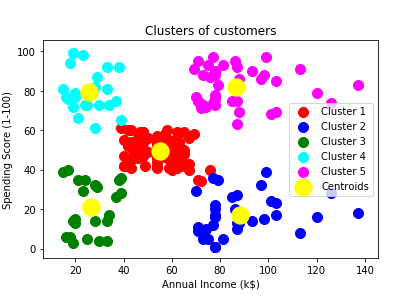 Clusters of customers
100
80
60
40
20
0
Spending Score (1-100)
Cluster 1
Cluster 2
Cluster 3
Cluster 4
Cluster 5
Centroids
20
40
60
80
100
120
140
Annual Income (k$)